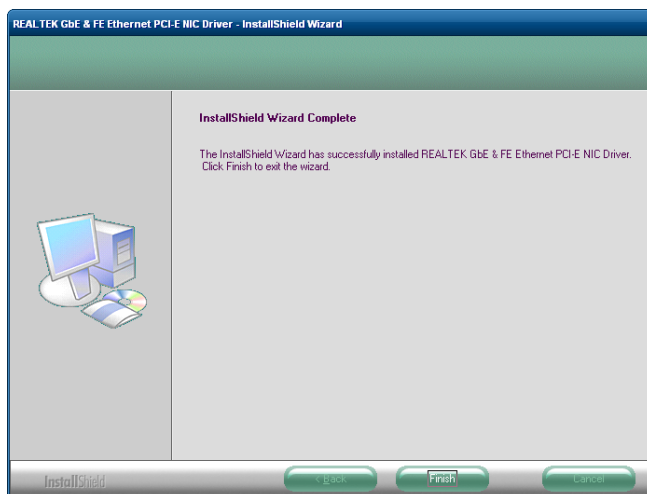 REALTEK GbE & FE Ethernet PCI-E NIC Driver - InstallShield Wizard
InstallShield Wizard Complete
The InstallShield Wizard has successfully installed REALTEK GbE & FE Ethernet PCI-E NIC Driver.
Click Finish to exit the wizard.
InstallShield
< Back
Finish
Cancel